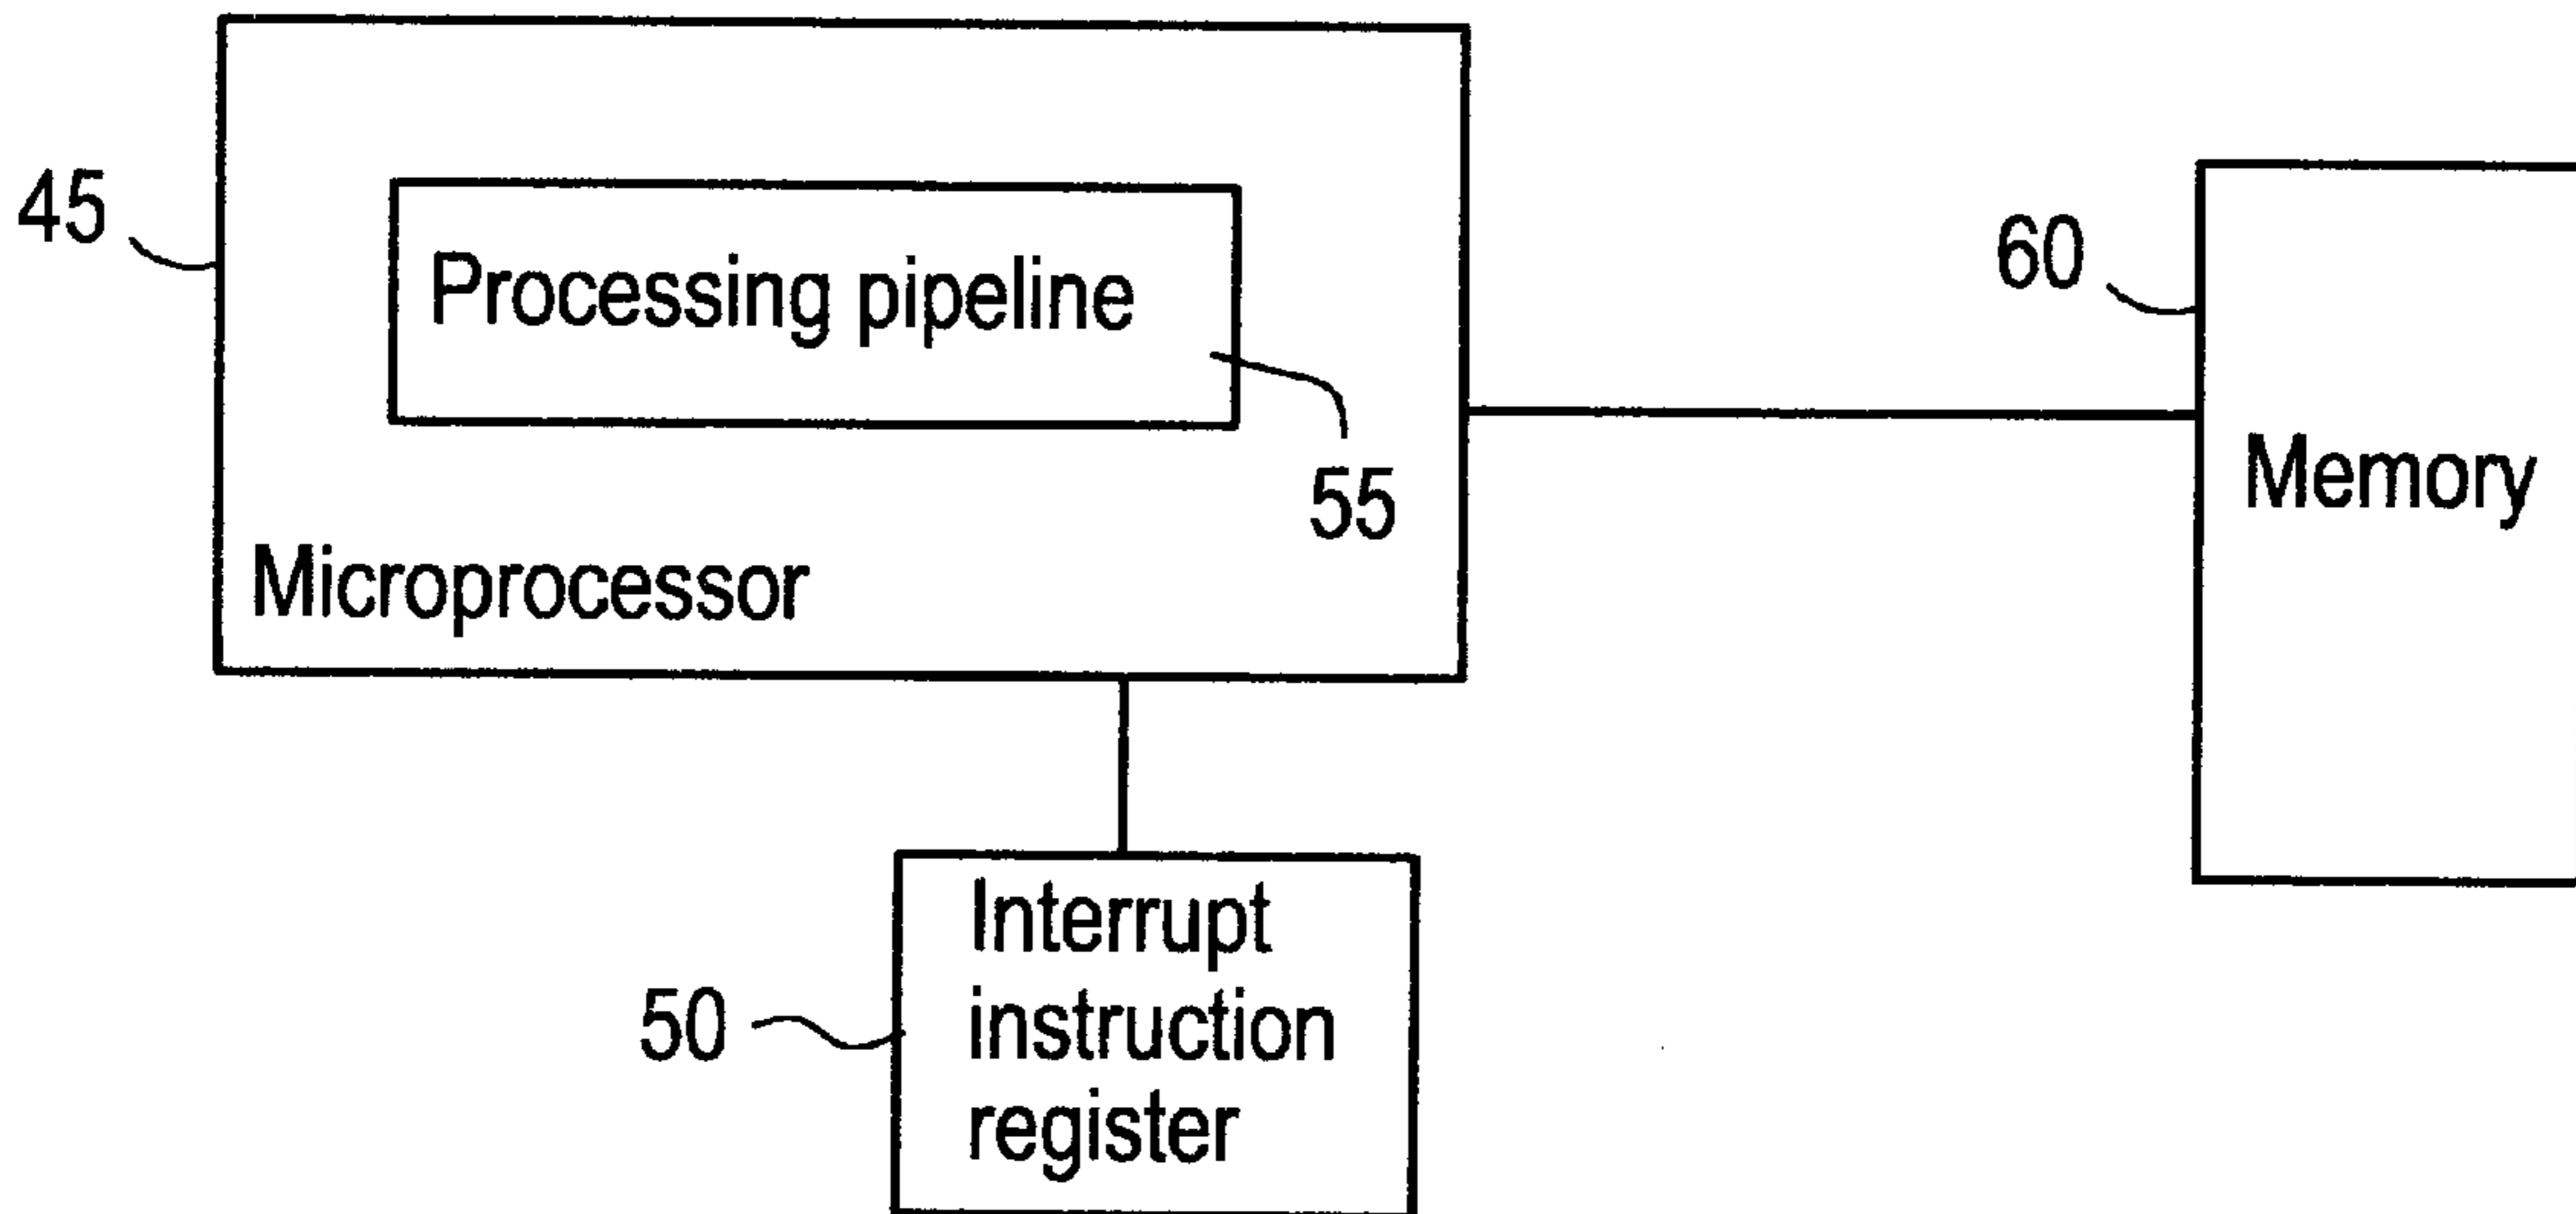 45
Processing pipeline
55
Microprocessor
60
Memory
50
Interrupt
instruction
register